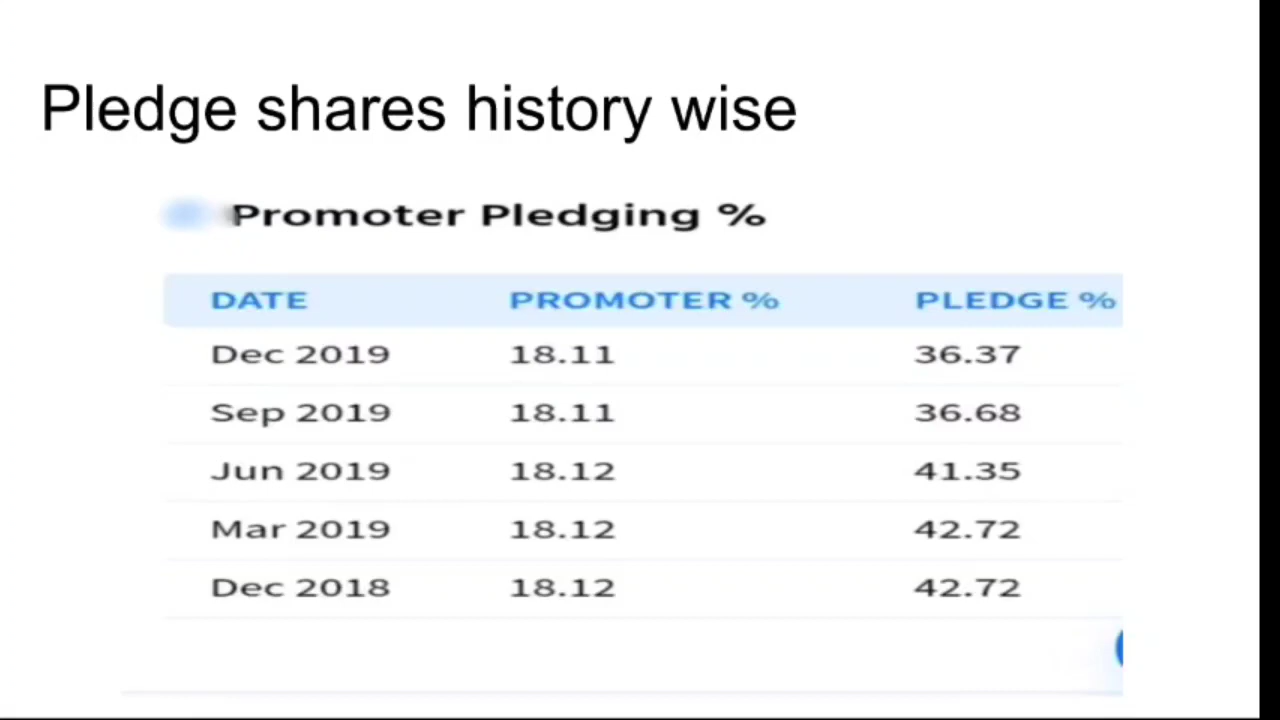 Pledge shares history wise
Promoter Pledging %
DATE PROMOTER % PLEDGE %
Dec 2019 18.11 36.37
Sep 2019 18.11 36.68
Jun 2019 18.12 41.35
Mar 2019 18.12 42.72
Dec 2018 18.12 42.72